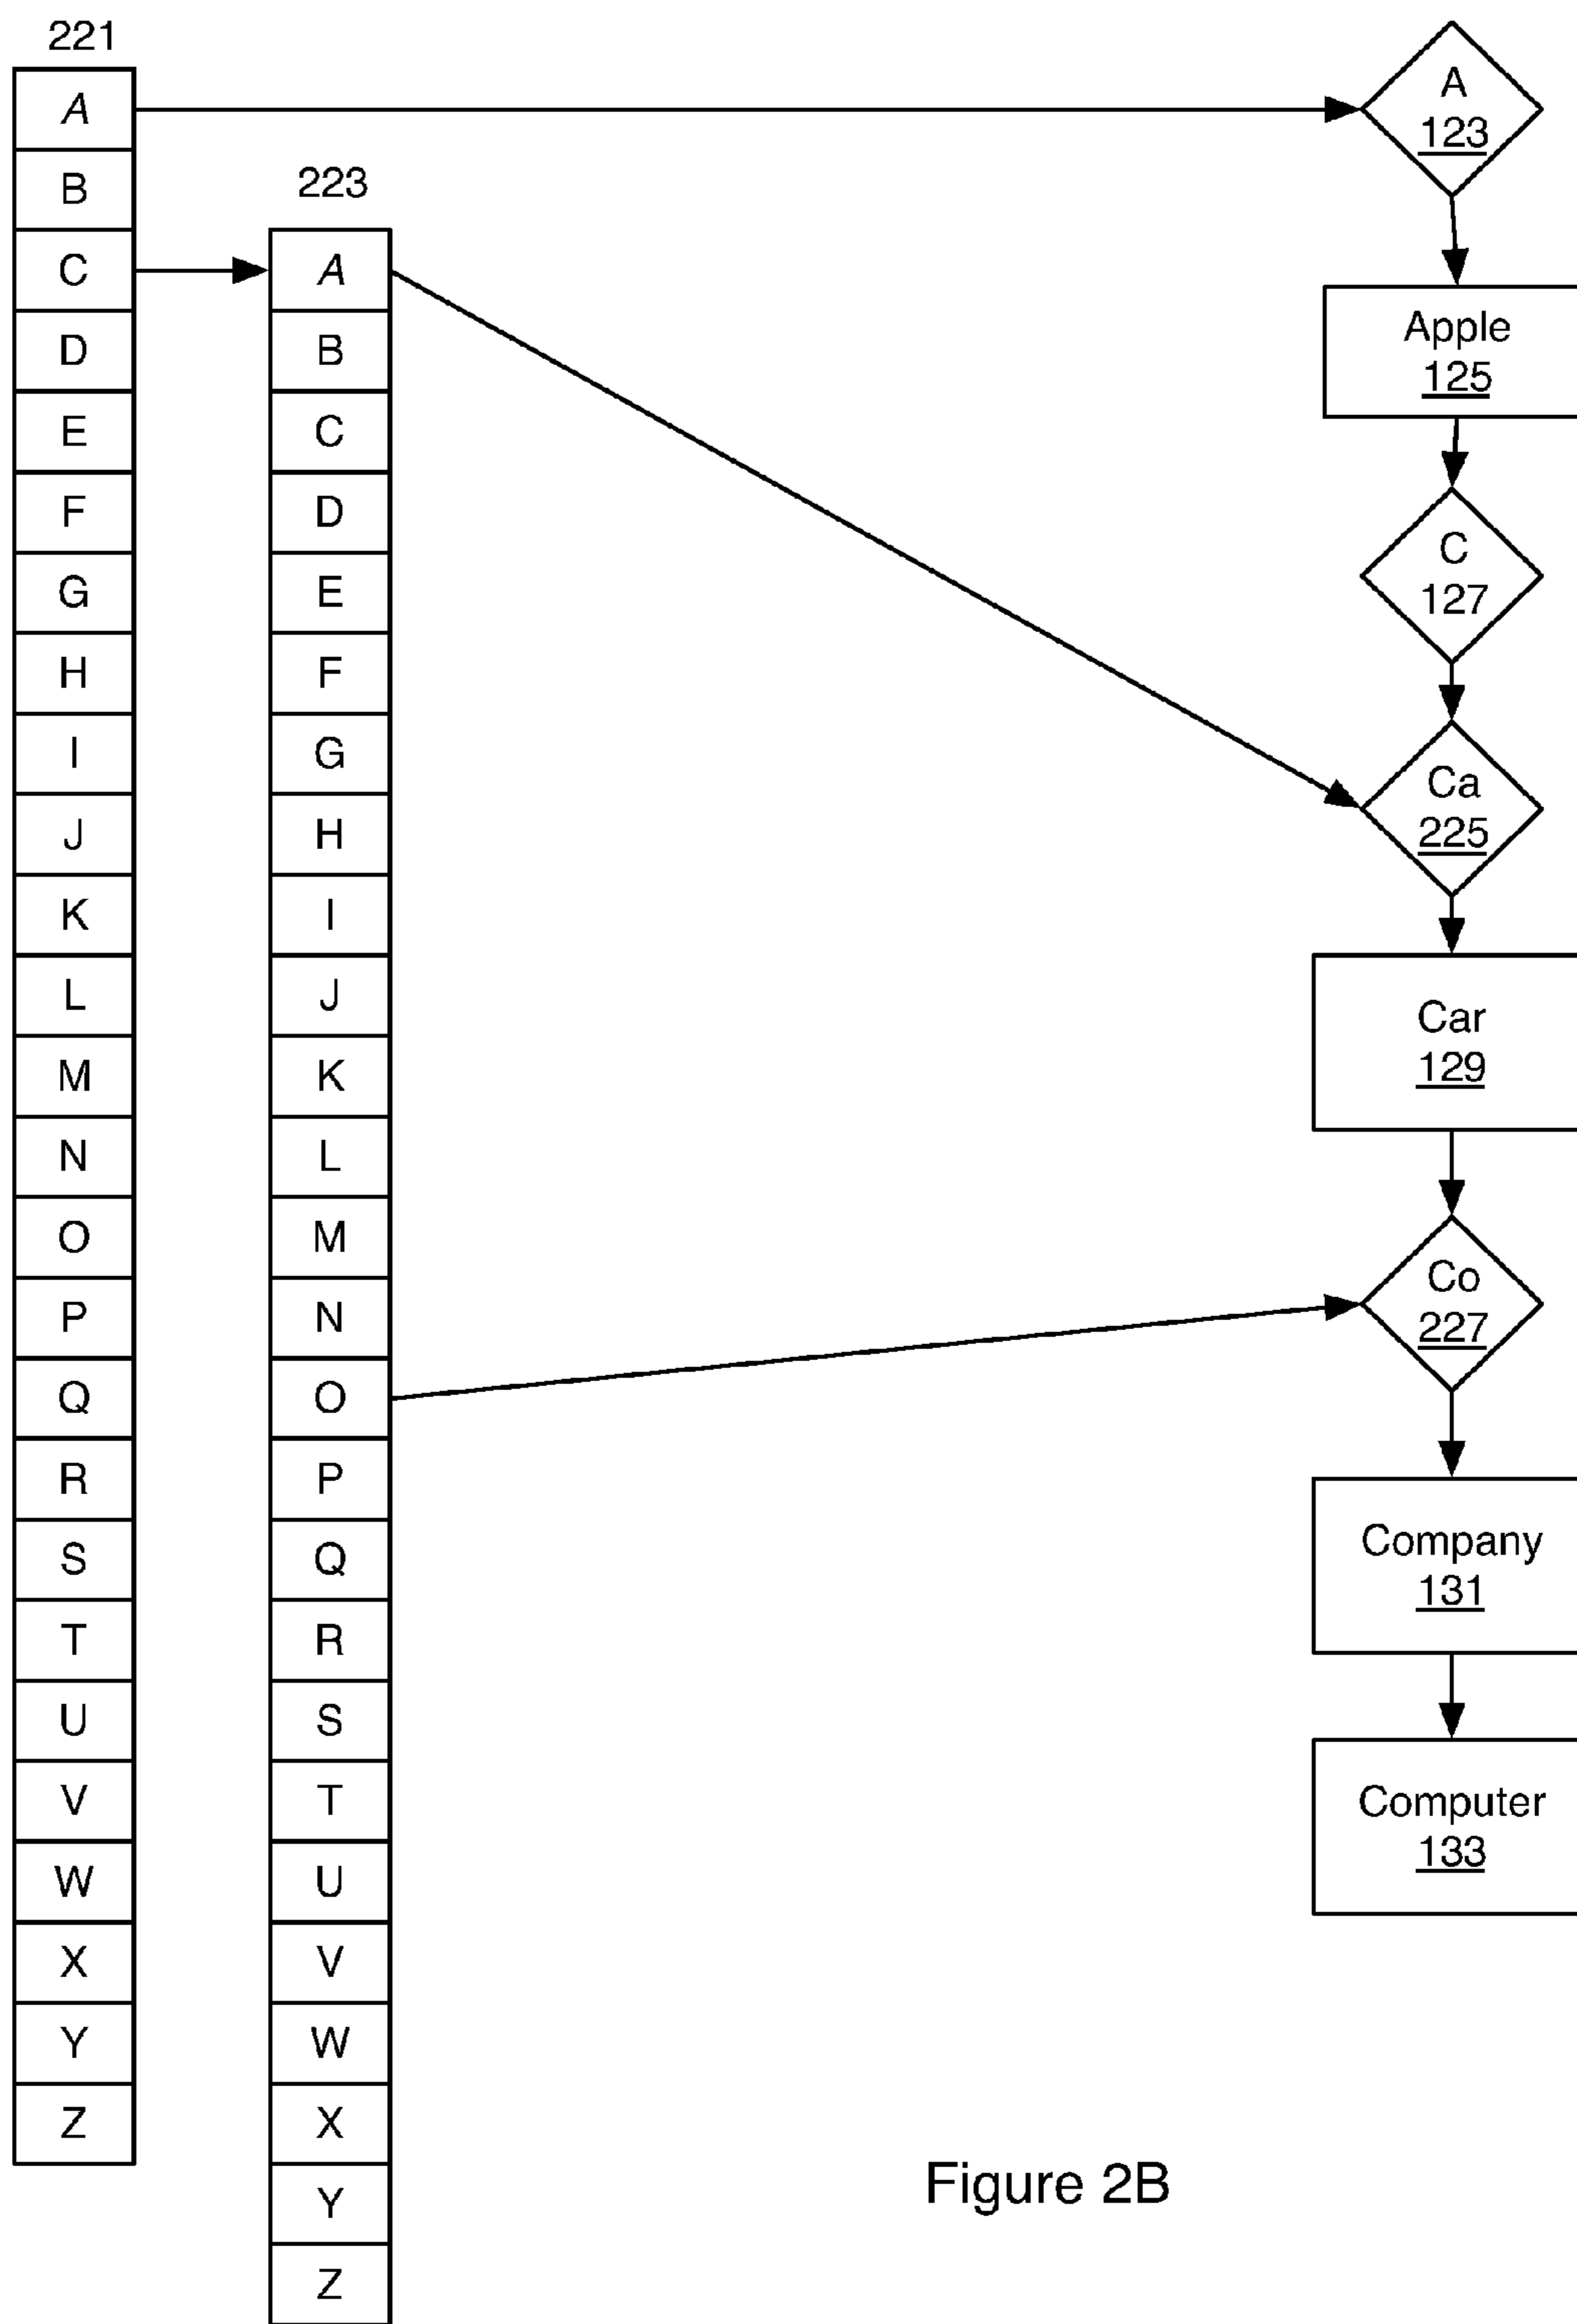 221
A
B
C
D
E
F
G
H
I
J
K
L
M
N
O
P
Q
R
S
T
U
V
W
X
Y
Z
223
A
B
C
D
E
F
G
H
I
J
K
L
M
N
O
P
Q
R
S
T
U
V
W
X
Y
Z
A
123
Apple
125
C
127
Ca
225
Car
129
Co
227
Company
131
Computer
133
Figure 2B